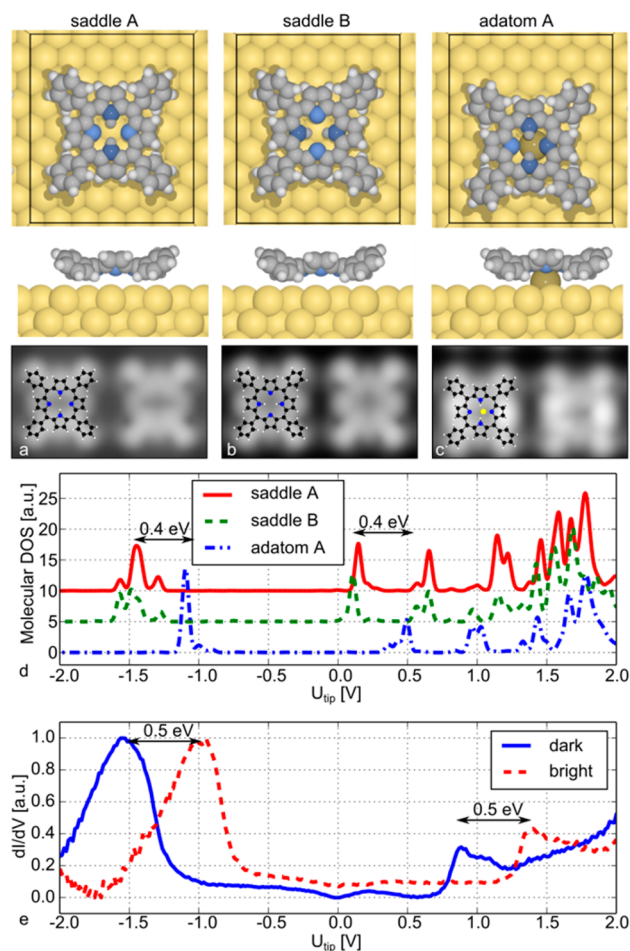 saddle A saddle B adatom A
a b c
0.4 eV 0.4 eV
saddle A
saddle B
adatom A
Molecular DOS [a.u.]
25
20
15
10
5
0
-2.0 -1.5 -1.0 -0.5 0.0 0.5 1.0 1.5 2.0
d
U_tip [V]
0.5 eV 0.5 eV
dark
bright
dI/dV [a.u.]
1.0
0.8
0.6
0.4
0.2
0.0
-2.0 -1.5 -1.0 -0.5 0.0 0.5 1.0 1.5 2.0
e
U_tip [V]